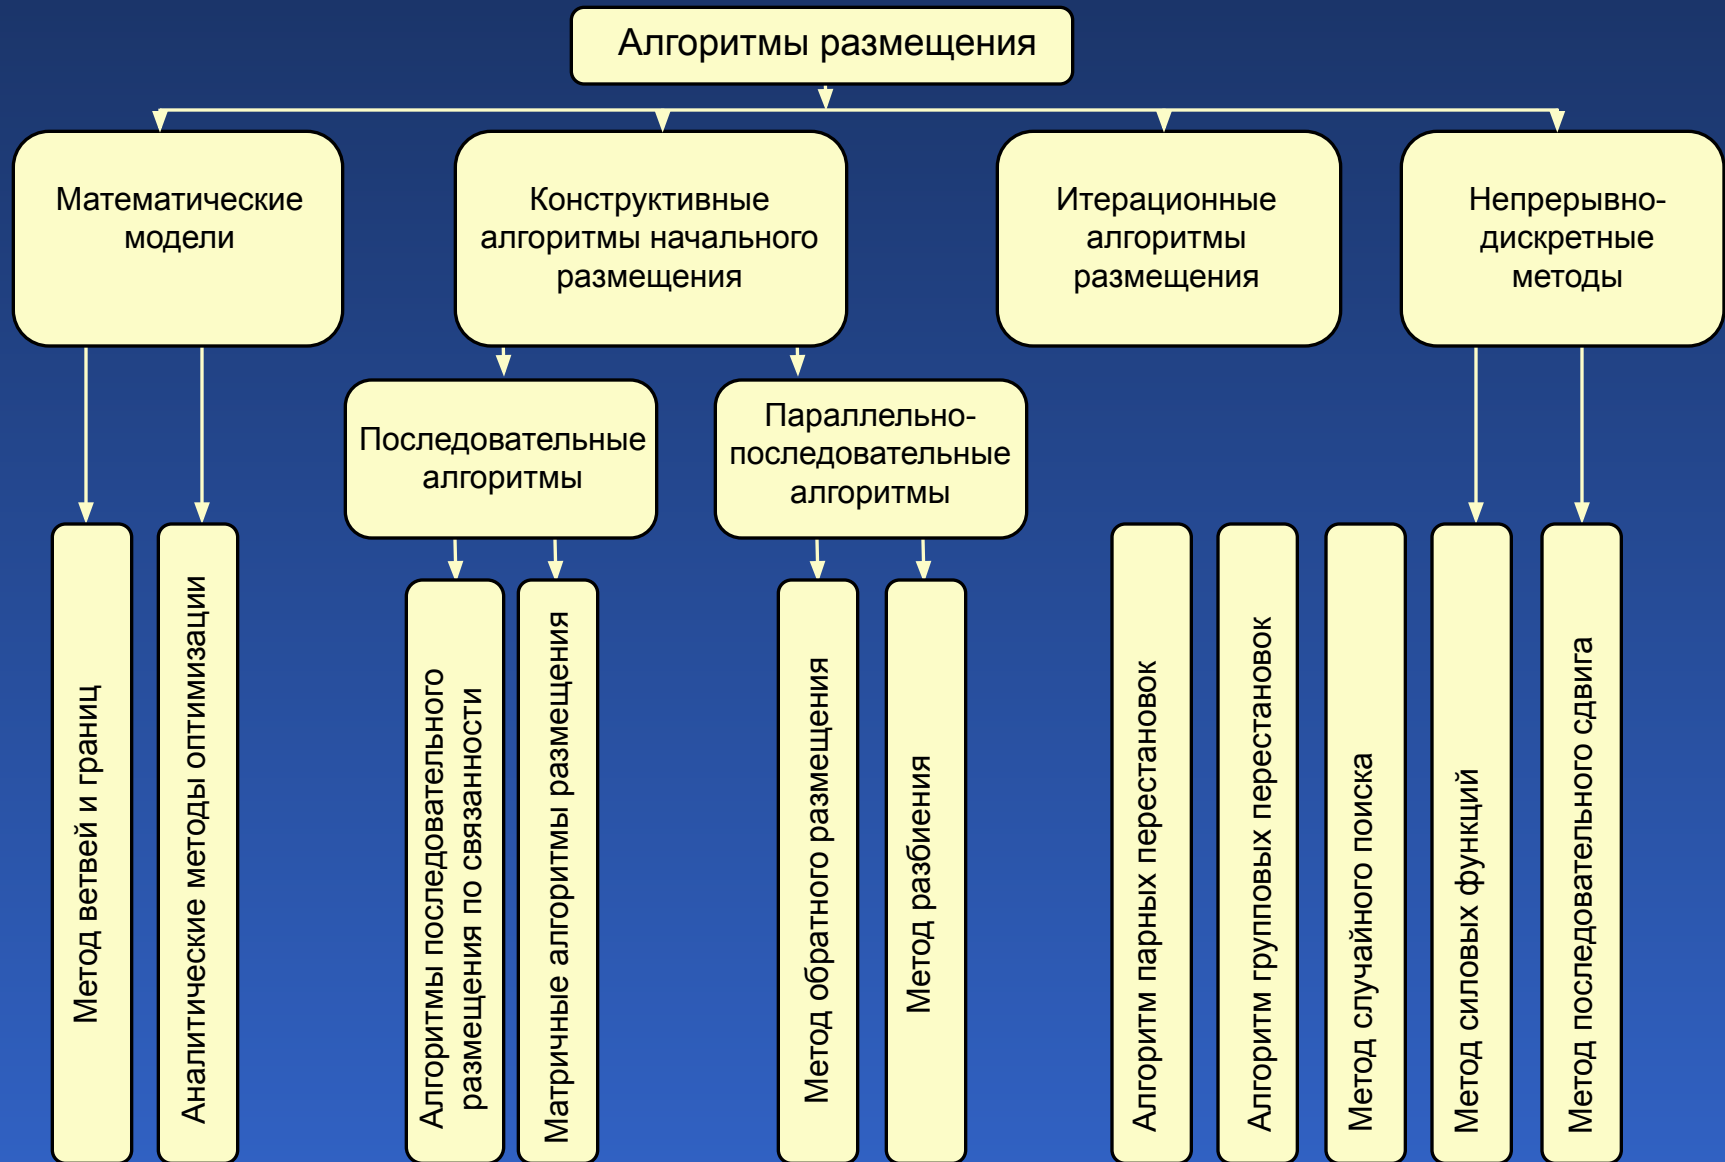 Алгоритмы размещения
Математические
модели
Конструктивные
алгоритмы начального
размещения
Итерационные
алгоритмы
размещения
Непрерывно-
дискретные
методы
Последовательные
алгоритмы
Параллельно-
последовательные
алгоритмы
Метод ветвей и границ
Аналитические методы оптимизации
Алгоритмы последовательного
размещения по связанности
Матричные алгоритмы размещения
Метод обратного размещения
Метод разбиения
Алгоритм парных перестановок
Алгоритм групповых перестановок
Метод случайного поиска
Метод силовых функций
Метод последовательного сдвига